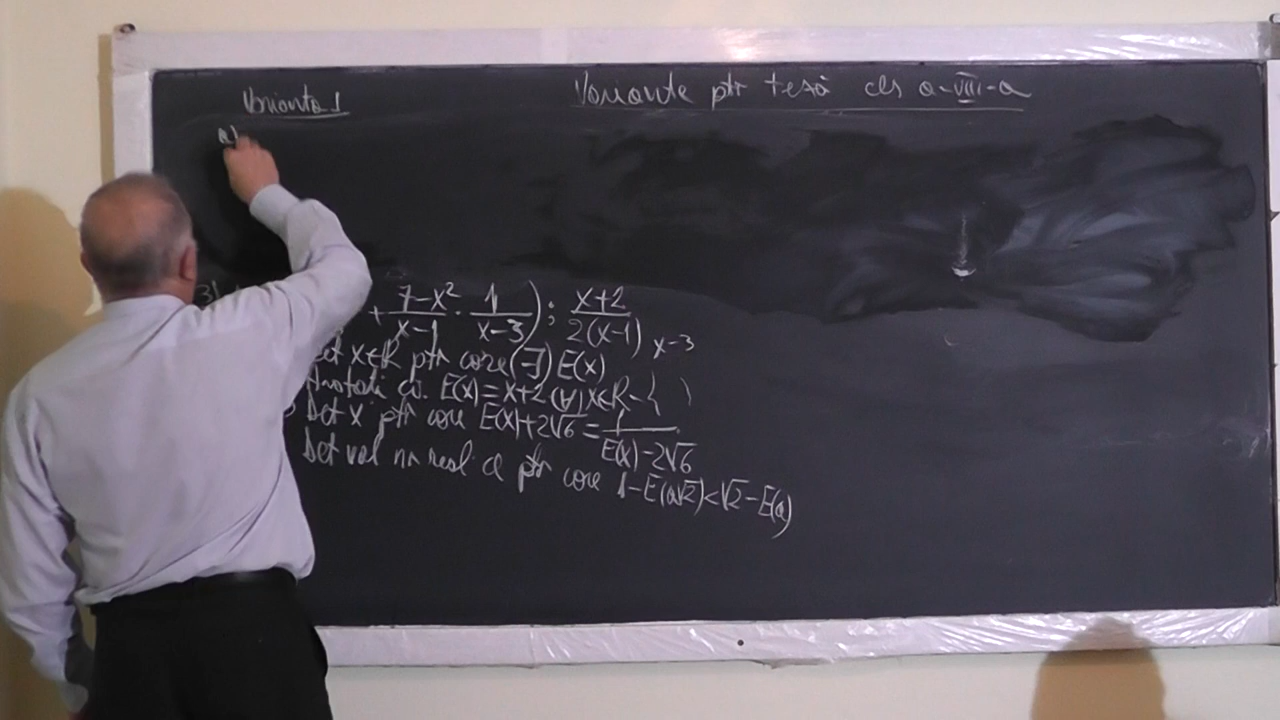 Variante ptr teză cls a-VIII-a
Varianta 1
a)
3)
+ 7-x²/x-1 · 1/x-3) : x+2/2(x-1)
x-3
Det x∈R ptr care (∃) E(x)
Arătati că. E(x)=x+2 (∀) x∈R-{ }
Det x ptr care E(x)+2√6=1/E(x)-2√6
Det val nr real a ptr care 1-E(a√2)<√2-E(a)